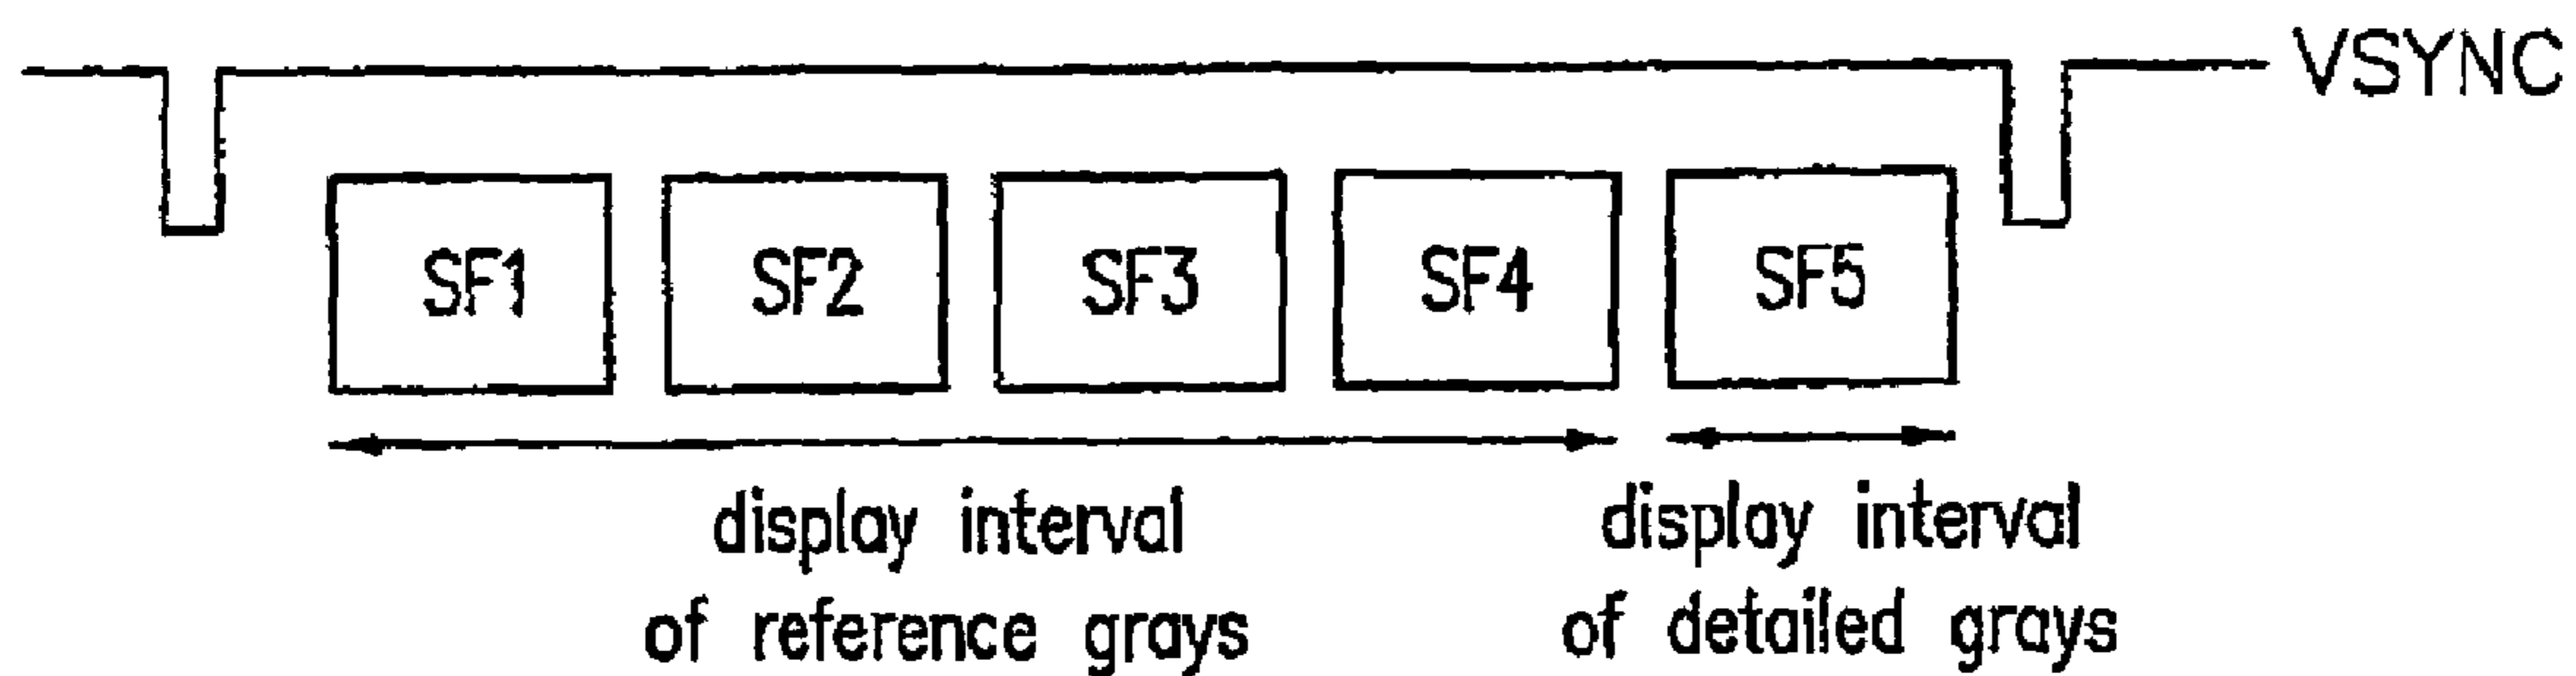 VSYNC
SF1 SF2 SF3 SF4 SF5
display interval
of reference grays
display interval
of detailed grays